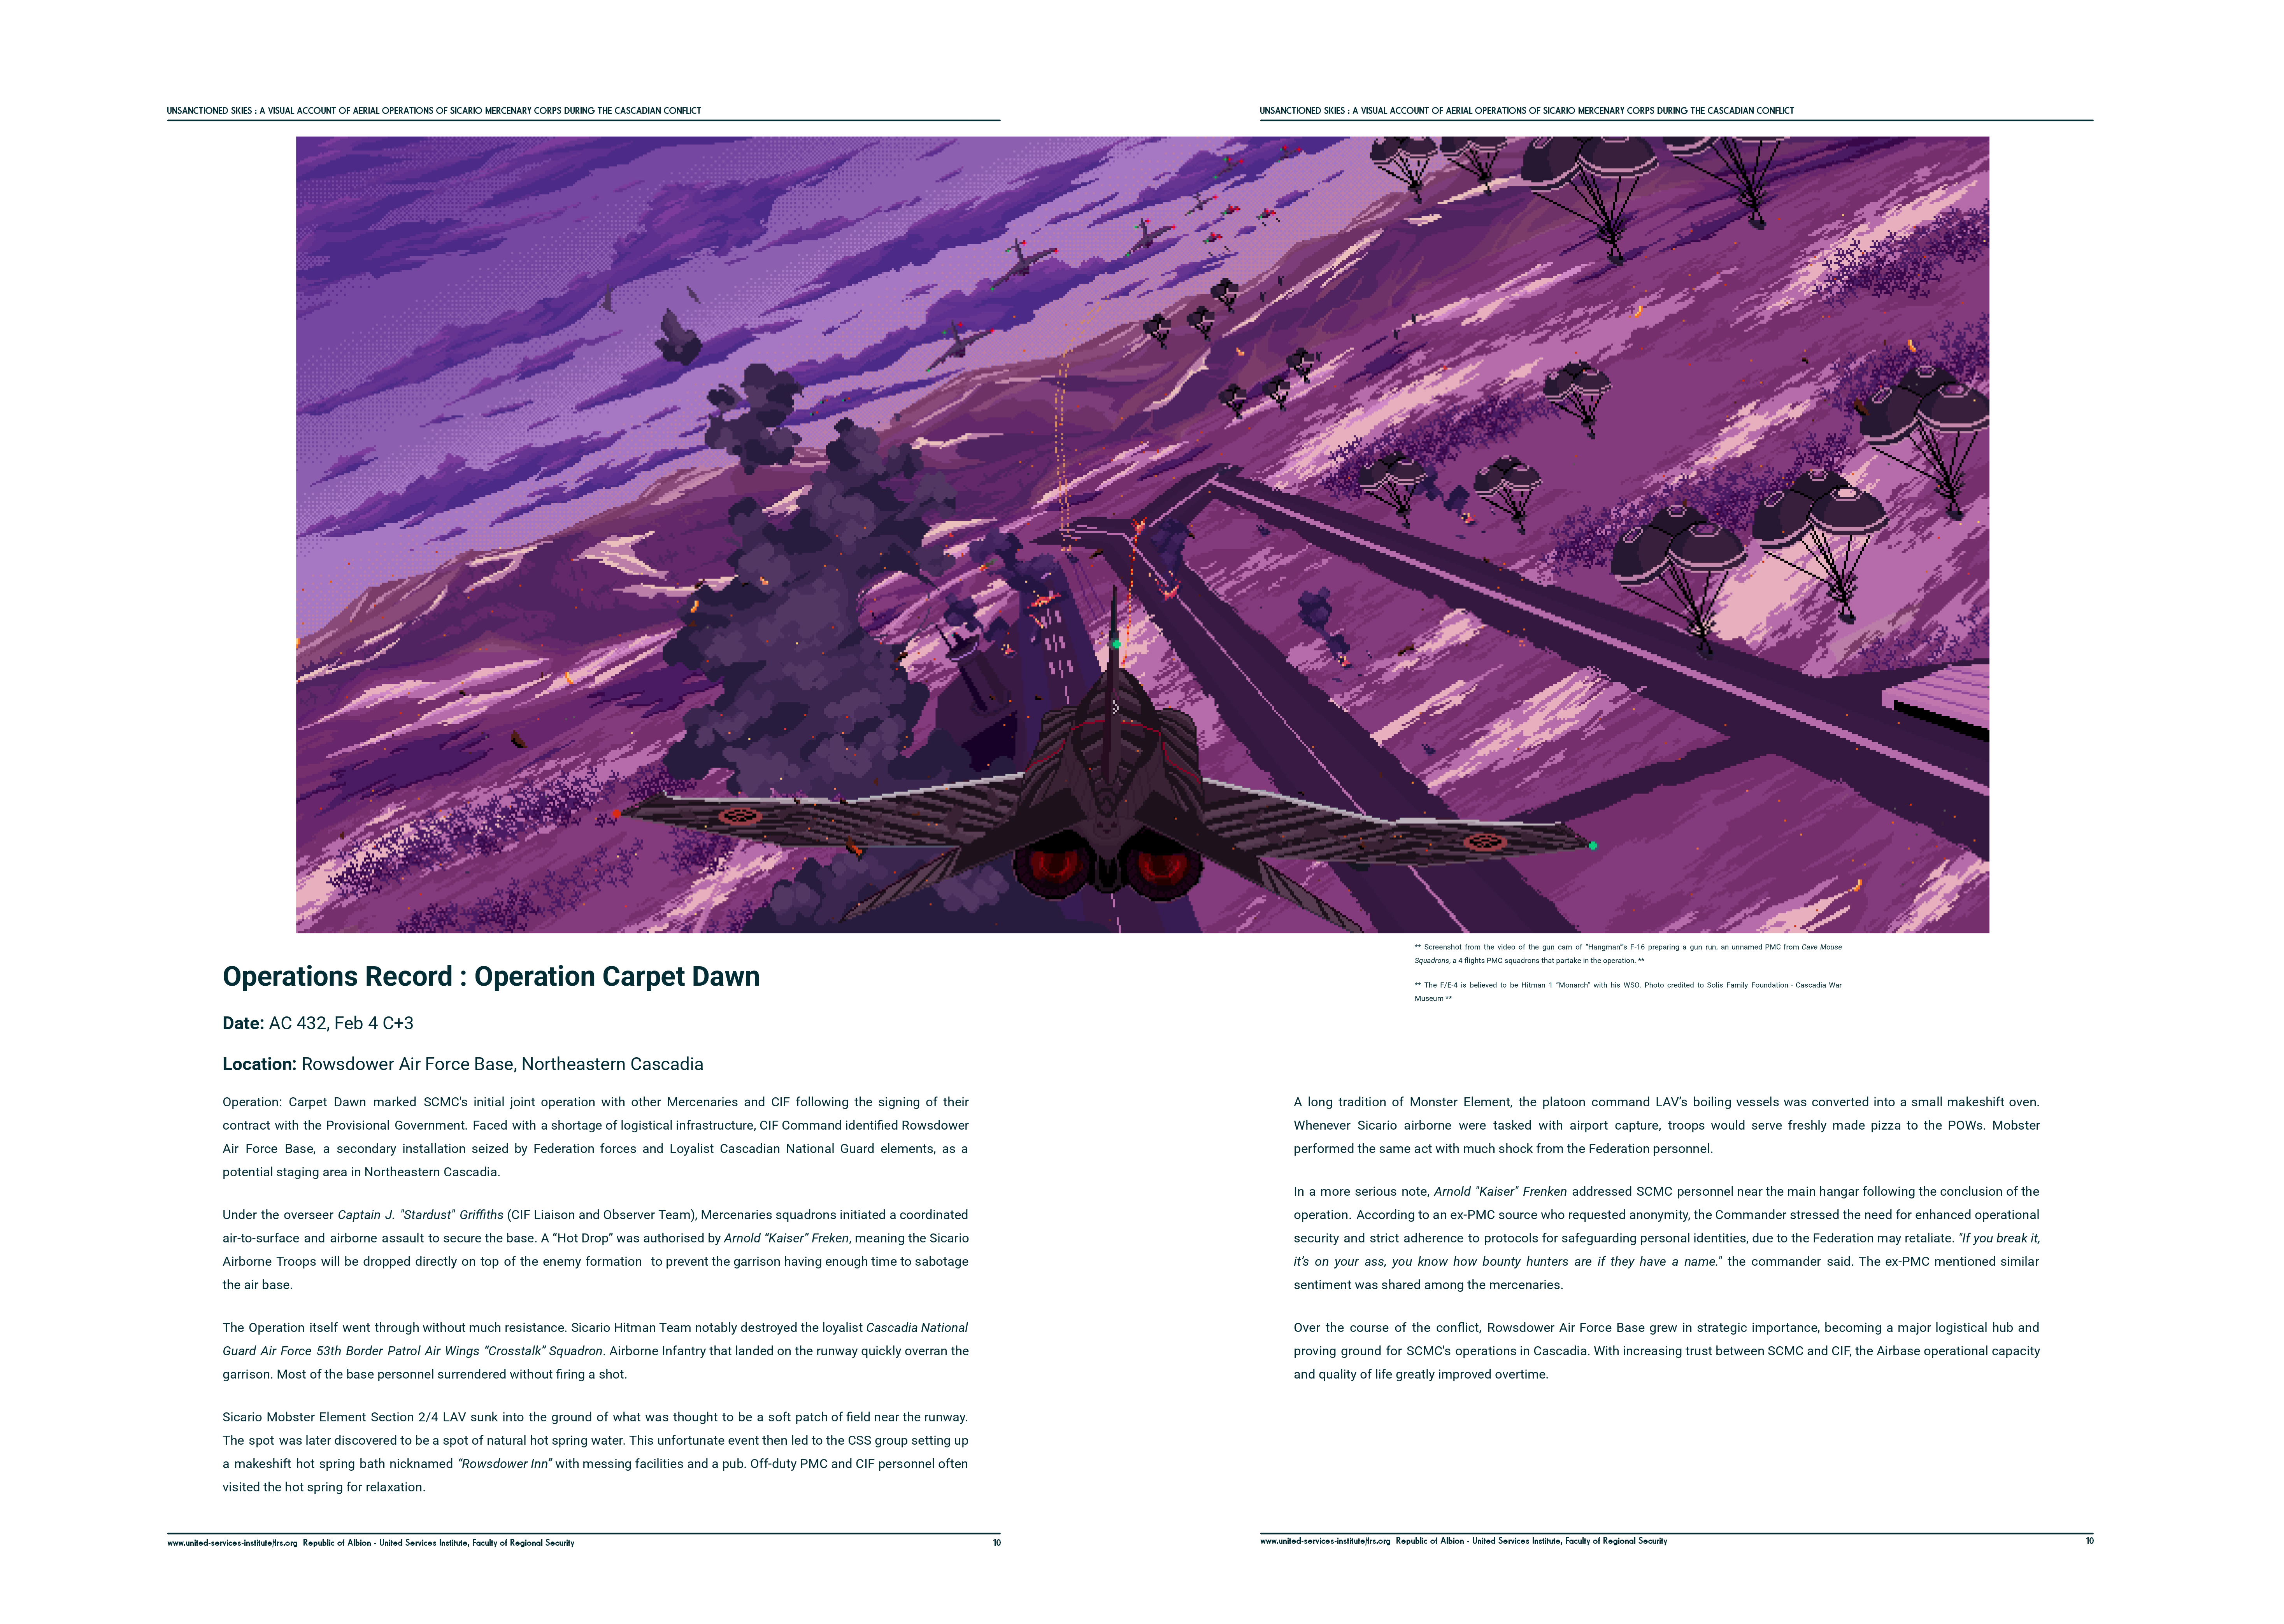 UNSANCTIONED SKIES : A VISUAL ACCOUNT OF AERIAL OPERATIONS OF SICARIO MERCENARY CORPS DURING THE CASCADIAN CONFLICT
Operations Record : Operation Carpet Dawn
Date: AC 432, Feb 4 C+3
Location: Rowsdower Air Force Base, Northeastern Cascadia
Operation: Carpet Dawn marked SCMC's initial joint operation with other Mercenaries and CIF following the signing of their
contract with the Provisional Government. Faced with a shortage of logistical infrastructure, CIF Command identified Rowsdower
Air Force Base, a secondary installation seized by Federation forces and Loyalist Cascadian National Guard elements, as a
potential staging area in Northeastern Cascadia.
Under the overseer Captain J. "Stardust" Griffiths (CIF Liaison and Observer Team), Mercenaries squadrons initiated a coordinated
air-to-surface and airborne assault to secure the base. A “Hot Drop” was authorised by Arnold “Kaiser” Freken, meaning the Sicario
Airborne Troops will be dropped directly on top of the enemy formation to prevent the garrison having enough time to sabotage
the air base.
The Operation itself went through without much resistance. Sicario Hitman Team notably destroyed the loyalist Cascadia National
Guard Air Force 53th Border Patrol Air Wings “Crosstalk” Squadron. Airborne Infantry that landed on the runway quickly overran the
garrison. Most of the base personnel surrendered without firing a shot.
Sicario Mobster Element Section 2/4 LAV sunk into the ground of what was thought to be a soft patch of field near the runway.
The spot was later discovered to be a spot of natural hot spring water. This unfortunate event then led to the CSS group setting up
a makeshift hot spring bath nicknamed “Rowsdower Inn” with messing facilities and a pub. Off-duty PMC and CIF personnel often
visited the hot spring for relaxation.
www.united-services-institute/frs.org Republic of Albion - United Services Institute, Faculty of Regional Security
10
UNSANCTIONED SKIES : A VISUAL ACCOUNT OF AERIAL OPERATIONS OF SICARIO MERCENARY CORPS DURING THE CASCADIAN CONFLICT
** Screenshot from the video of the gun cam of “Hangman”'s F-16 preparing a gun run, an unnamed PMC from Cave Mouse
Squadrons, a 4 flights PMC squadrons that partake in the operation. **
** The F/E-4 is believed to be Hitman 1 “Monarch” with his WSO. Photo credited to Solis Family Foundation - Cascadia War
Museum **
A long tradition of Monster Element, the platoon command LAV’s boiling vessels was converted into a small makeshift oven.
Whenever Sicario airborne were tasked with airport capture, troops would serve freshly made pizza to the POWs. Mobster
performed the same act with much shock from the Federation personnel.
In a more serious note, Arnold "Kaiser" Frenken addressed SCMC personnel near the main hangar following the conclusion of the
operation. According to an ex-PMC source who requested anonymity, the Commander stressed the need for enhanced operational
security and strict adherence to protocols for safeguarding personal identities, due to the Federation may retaliate. "If you break it,
it’s on your ass, you know how bounty hunters are if they have a name." the commander said. The ex-PMC mentioned similar
sentiment was shared among the mercenaries.
Over the course of the conflict, Rowsdower Air Force Base grew in strategic importance, becoming a major logistical hub and
proving ground for SCMC's operations in Cascadia. With increasing trust between SCMC and CIF, the Airbase operational capacity
and quality of life greatly improved overtime.
www.united-services-institute/frs.org Republic of Albion - United Services Institute, Faculty of Regional Security
10